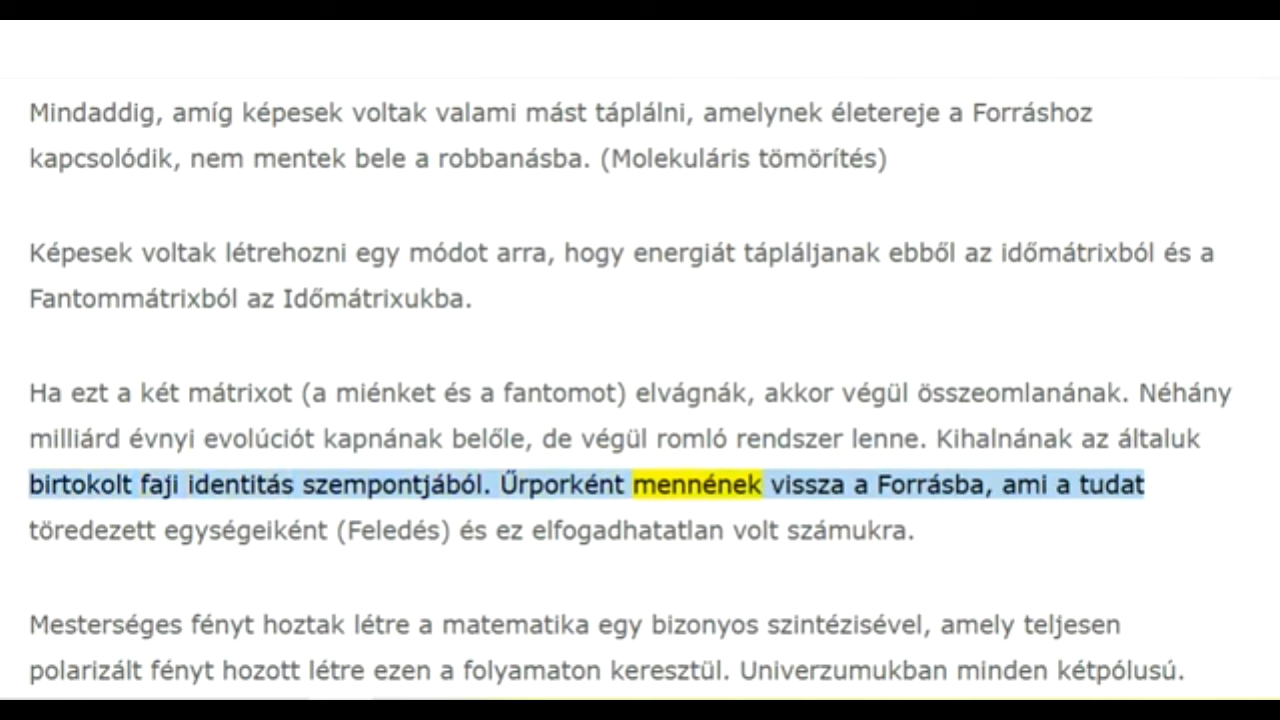 Mindaddig, amíg képesek voltak valami mást táplálni, amelynek életereje a Forráshoz
kapcsolódik, nem mentek bele a robbanásba. (Molekuláris tömörítés)
Képesek voltak létrehozni egy módot arra, hogy energiát tápláljanak ebből az időmátrixból és a
Fantommátrixból az Időmátrixukba.
Ha ezt a két mátrixot (a miénket és a fantomot) elvágnák, akkor végül összeomlanának. Néhány
milliárd évnyi evolúciót kapnának belőle, de végül romló rendszer lenne. Kihalnának az általuk
birtokolt faji identitás szempontjából. Űrporként mennének vissza a Forrásba, ami a tudat
töredezett egységeiként (Feledés) és ez elfogadhatatlan volt számukra.
Mesterséges fényt hoztak létre a matematika egy bizonyos szintézisével, amely teljesen
polarizált fényt hozott létre ezen a folyamaton keresztül. Univerzumukban minden kétpólusú.